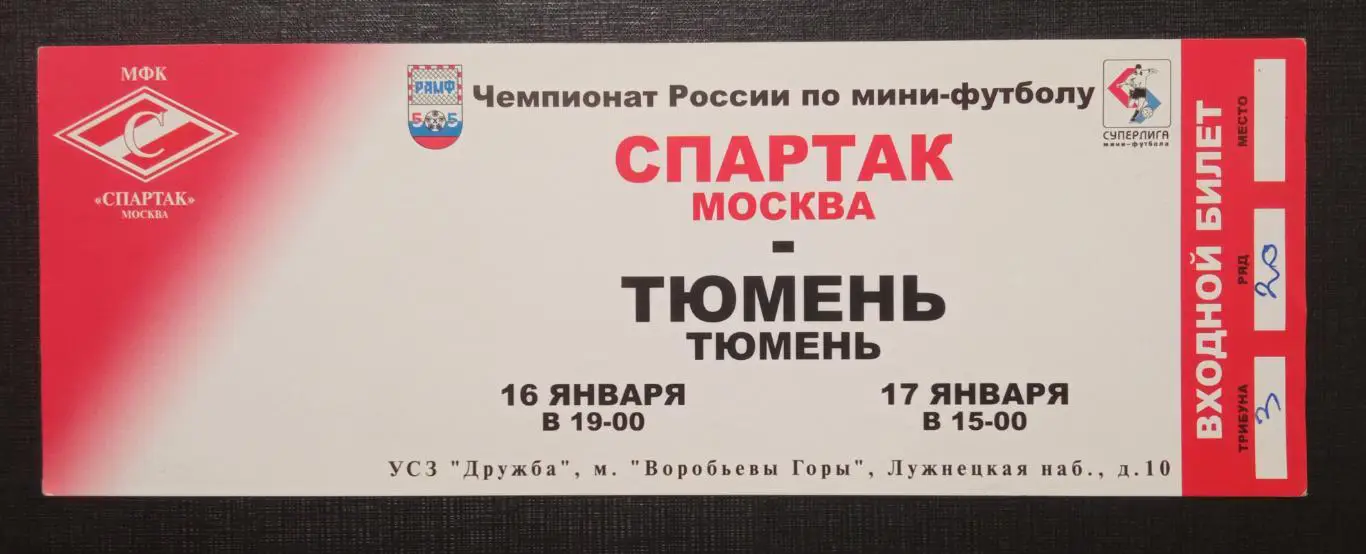 МФК
С
«СПАРТАК»
МОСКВА
РАМФ
5 5
Чемпионат России по мини-футболу
СУПЕРЛИГА
мини-футбола
СПАРТАК
МОСКВА
-
ТЮМЕНЬ
ТЮМЕНЬ
16 ЯНВАРЯ
В 19-00
17 ЯНВАРЯ
В 15-00
УСЗ "Дружба", м. "Воробьевы Горы", Лужнецкая наб., д.10
ВХОДНОЙ БИЛЕТ
ТРИБУНА 3
РЯД 20
МЕСТО